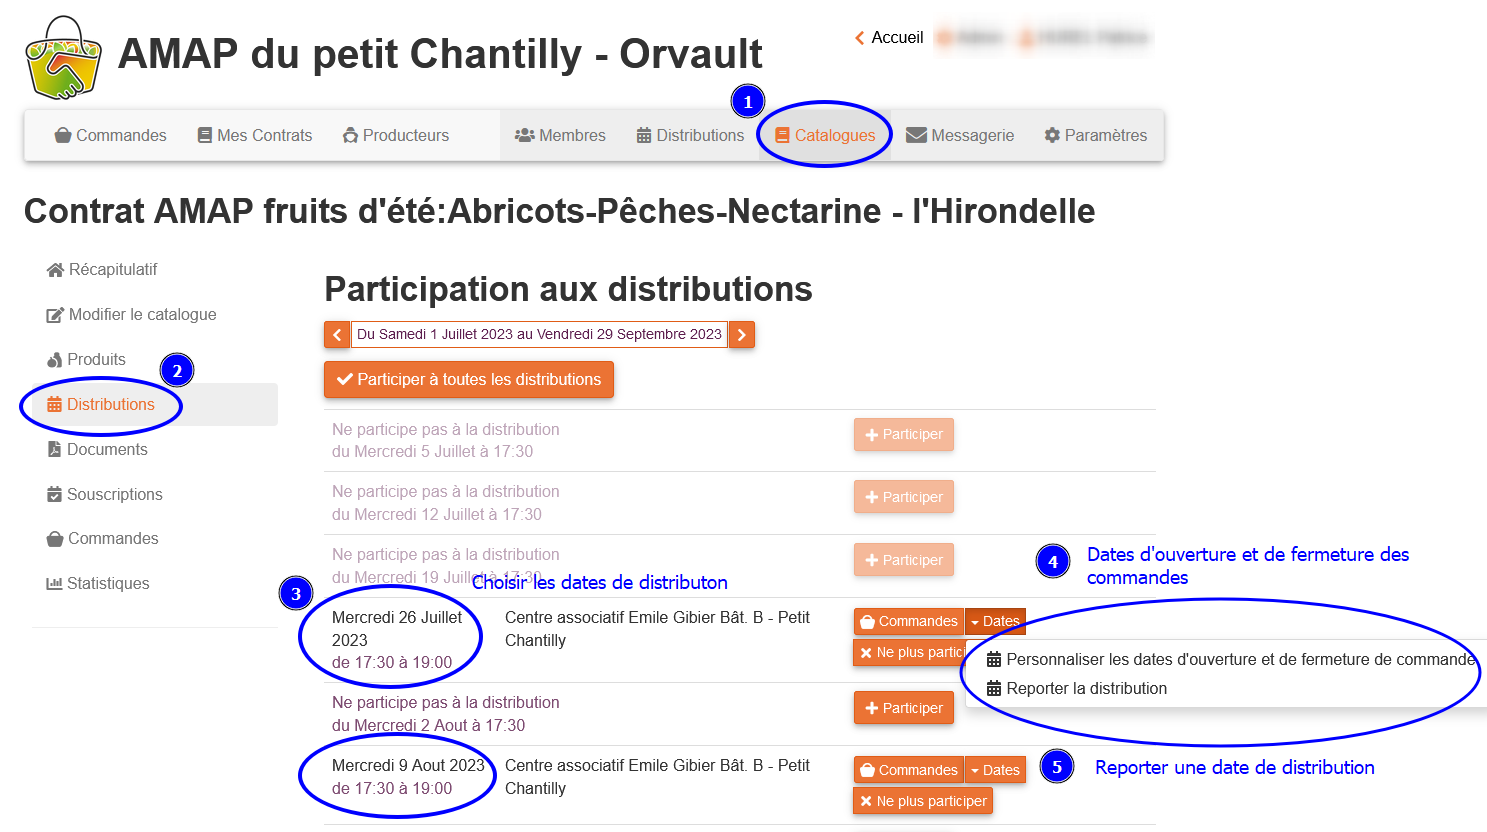 AMAP du petit Chantilly - Orvault
Accueil
1
Commandes Mes Contrats Producteurs Membres Distributions Catalogues Messagerie Paramètres
Contrat AMAP fruits d'été:Abricots-Pêches-Nectarine - l'Hirondelle
Récapitulatif
Modifier le catalogue
Produits
2
Distributions
Documents
Souscriptions
Commandes
Statistiques
Participation aux distributions
Du Samedi 1 Juillet 2023 au Vendredi 29 Septembre 2023
Participer à toutes les distributions
Ne participe pas à la distribution
du Mercredi 5 Juillet à 17:30
Participer
Ne participe pas à la distribution
du Mercredi 12 Juillet à 17:30
Participer
Ne participe pas à la distribution
du Mercredi 19 Juillet à 17:30
Participer
4
Dates d'ouverture et de fermeture des
commandes
3
Choisir les dates de distributon
Mercredi 26 Juillet
2023
de 17:30 à 19:00
Centre associatif Emile Gibier Bât. B - Petit
Chantilly
Commandes Dates
Ne plus partici
Personnaliser les dates d'ouverture et de fermeture de commande
Reporter la distribution
Ne participe pas à la distribution
du Mercredi 2 Aout à 17:30
Participer
Mercredi 9 Aout 2023
de 17:30 à 19:00
Centre associatif Emile Gibier Bât. B - Petit
Chantilly
Commandes Dates
Ne plus participer
5
Reporter une date de distribution